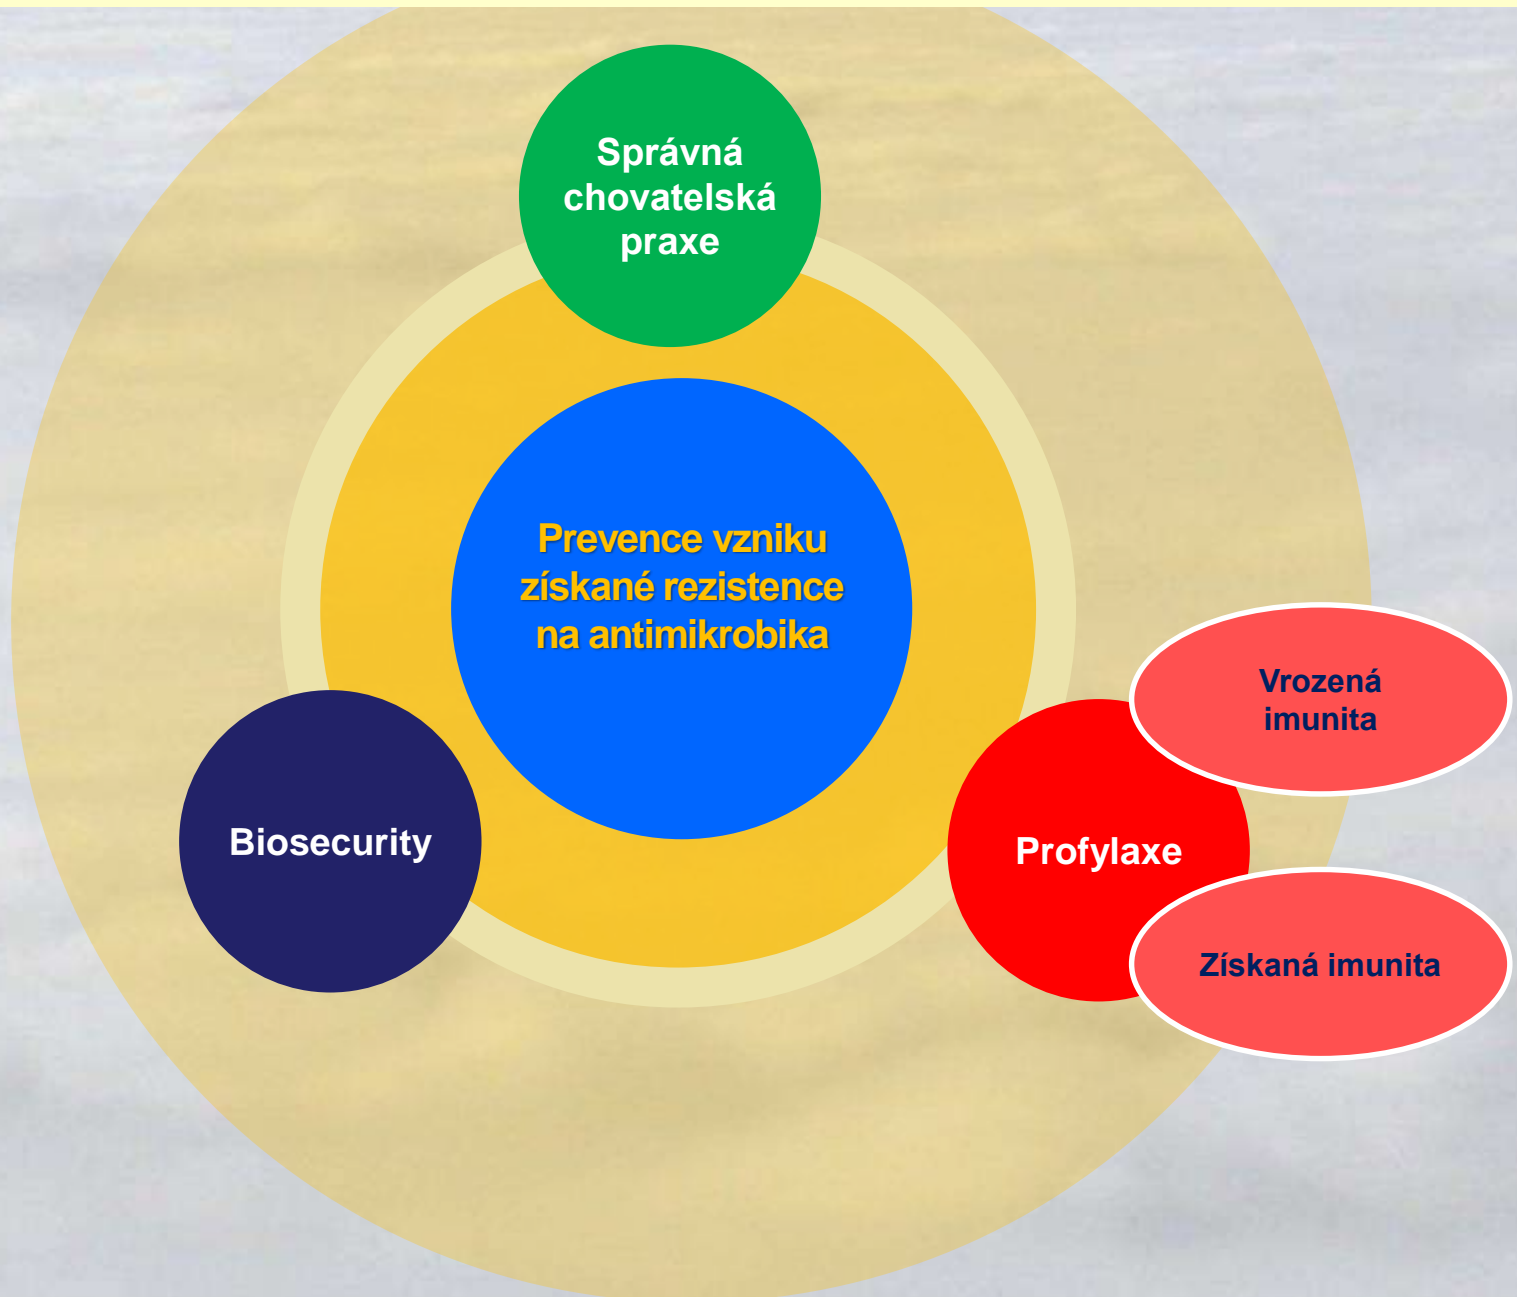 Správná
chovatelská
praxe
Prevence vzniku
získané rezistence
na antimikrobika
Vrozená
imunita
Biosecurity
Profylaxe
Získaná imunita